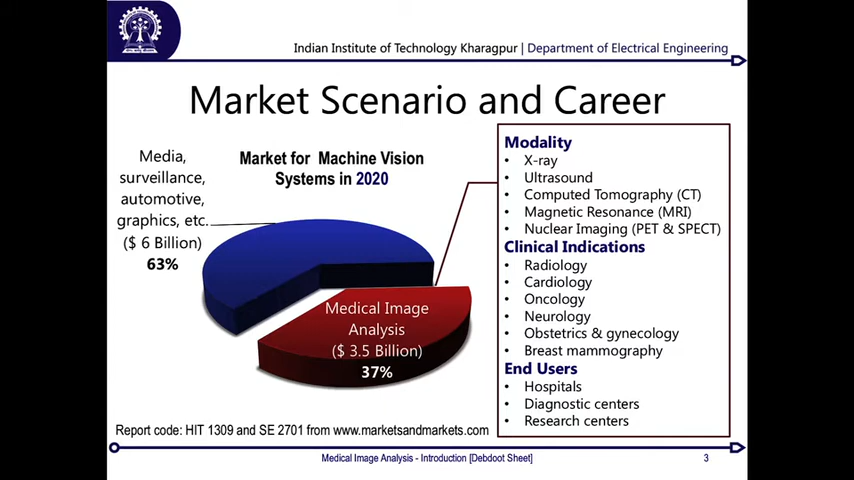 Indian Institute of Technology Kharagpur | Department of Electrical Engineering
Market Scenario and Career
Media,
surveillance,
automotive,
graphics, etc.
($ 6 Billion)
63%
Market for Machine Vision
Systems in 2020
Medical Image
Analysis
($ 3.5 Billion)
37%
Modality
• X-ray
• Ultrasound
• Computed Tomography (CT)
• Magnetic Resonance (MRI)
• Nuclear Imaging (PET & SPECT)
Clinical Indications
• Radiology
• Cardiology
• Oncology
• Neurology
• Obstetrics & gynecology
• Breast mammography
End Users
• Hospitals
• Diagnostic centers
• Research centers
Report code: HIT 1309 and SE 2701 from www.marketsandmarkets.com
Medical Image Analysis - Introduction [Debdoot Sheet]
3